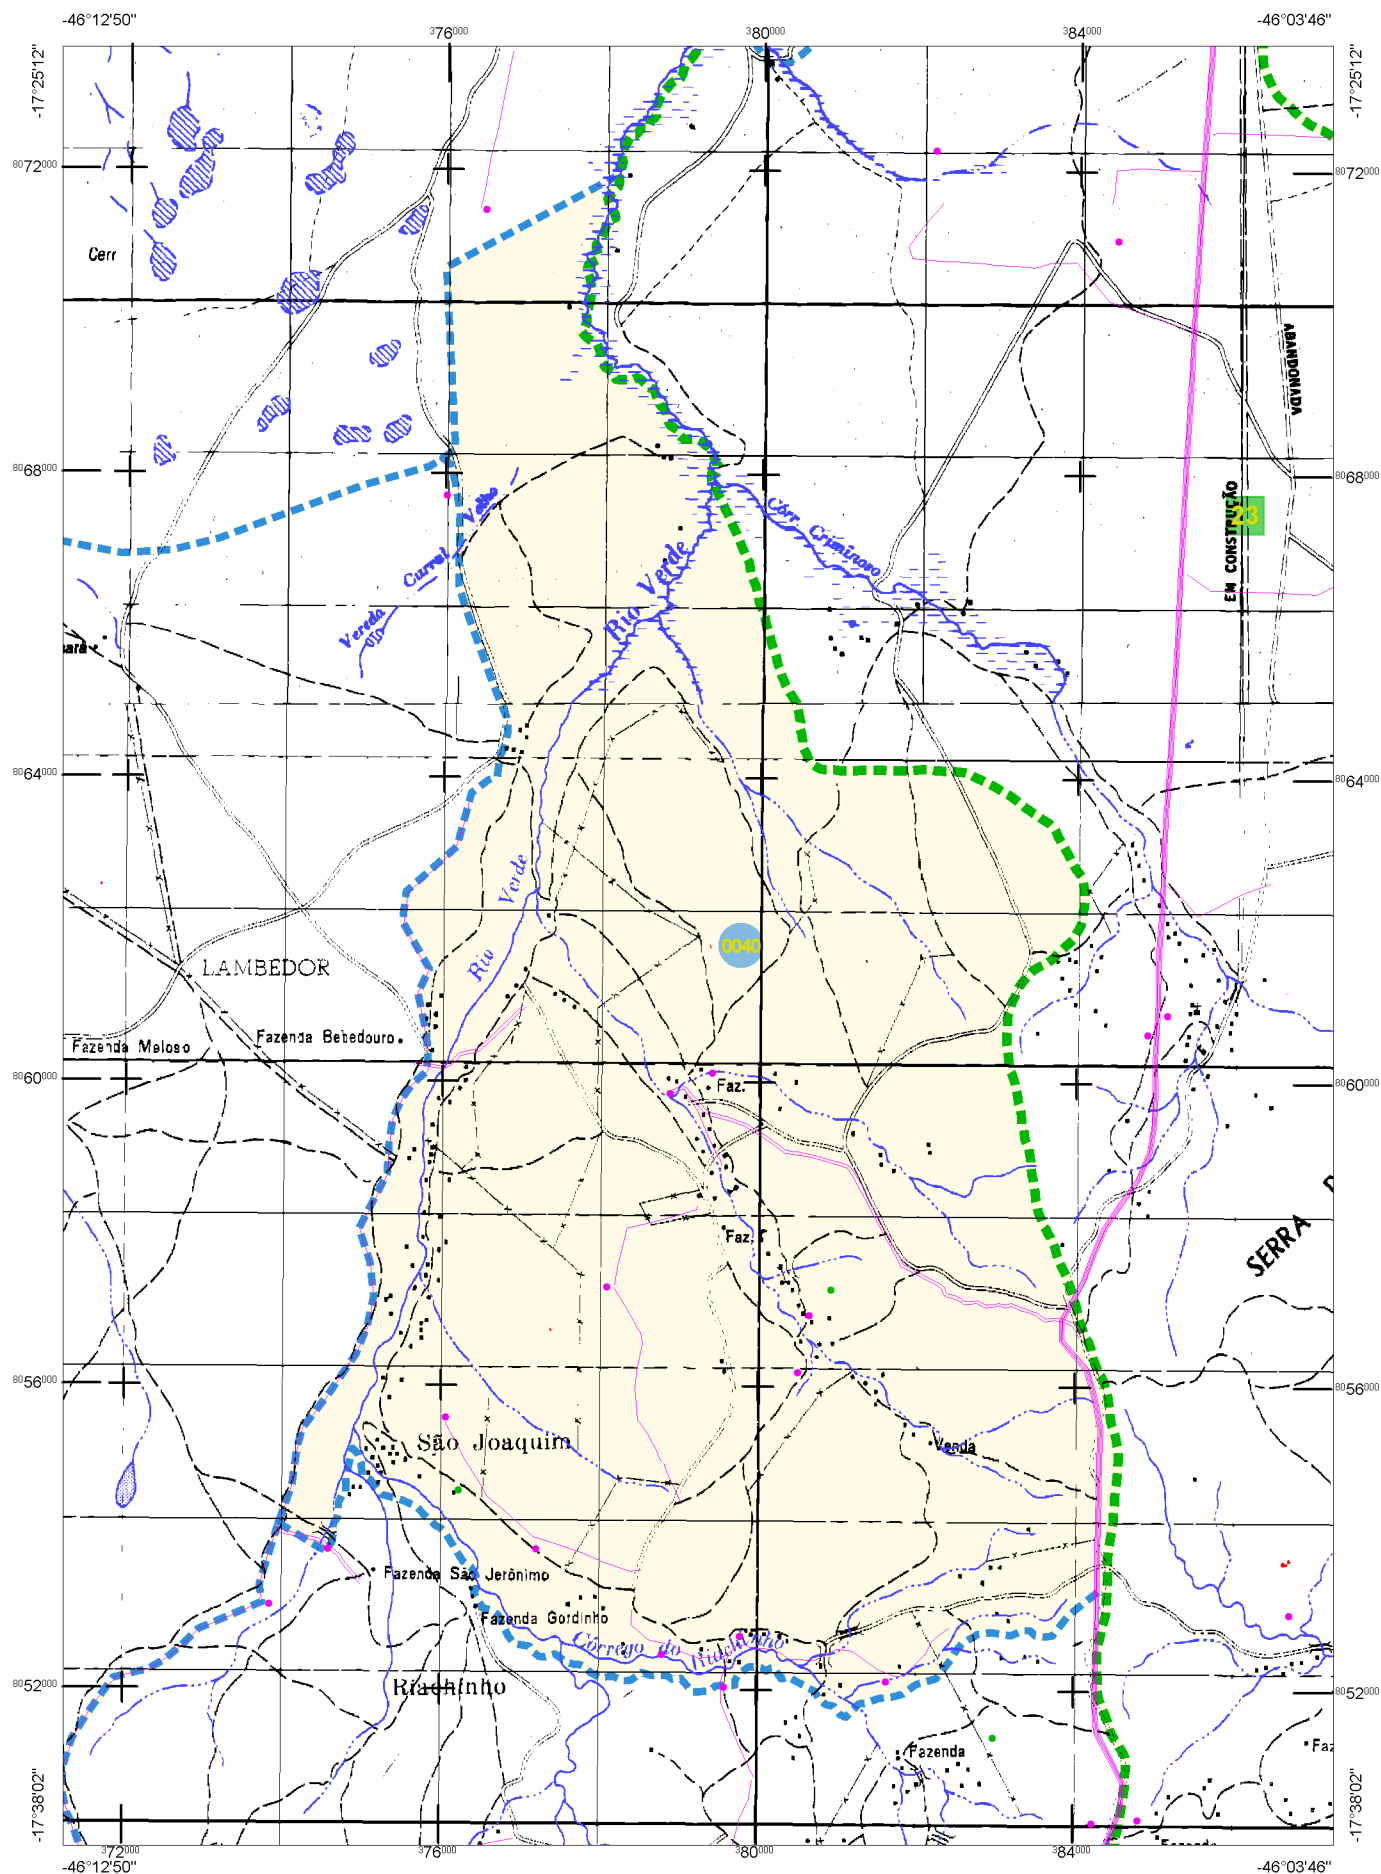 -46°12'50"
376000
380000
384000
-46°03'46"
-17°25'12"
-17°25'12"
8072000
8072000
Cerr
ABANDONADA
8068000
8068000
Vereda Curral Velho
Rio Verde
Córr. Criminoso
EM CONSTRUÇÃO
23
8064000
8064000
Rio Verde
0040
LAMBEDOR
Fazenda Meloso
Fazenda Bebedouro
8060000
8060000
Faz.
Faz.
SERRA
8056000
8056000
São Joaquim
Venda
Fazenda São Jerônimo
Fazenda Gordinho
Córrego do Riachinho
Riachinho
8052000
8052000
Fazenda
Faz
-17°38'02"
-17°38'02"
Fazenda
372000
376000
380000
384000
-46°12'50"
-46°03'46"